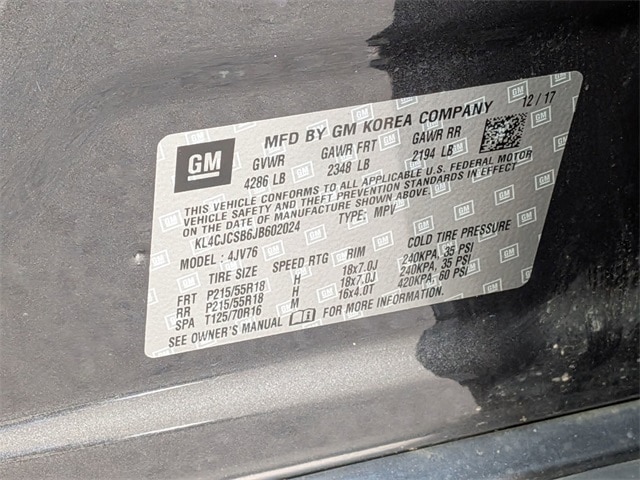 12 / 17
MFD BY GM KOREA COMPANY
GM GVWR GAWR FRT GAWR RR
4286 LB 2348 LB 2194 LB
THIS VEHICLE CONFORMS TO ALL APPLICABLE U.S. FEDERAL MOTOR
VEHICLE SAFETY AND THEFT PREVENTION STANDARDS IN EFFECT
ON THE DATE OF MANUFACTURE SHOWN ABOVE.
KL4CJCSB6JB602024 TYPE: MPV
MODEL : 4JV76
TIRE SIZE SPEED RTG RIM COLD TIRE PRESSURE
FRT P215/55R18 H 18x7.0J 240KPA, 35 PSI
RR P215/55R18 H 18x7.0J 240KPA, 35 PSI
SPA T125/70R16 M 16x4.0T 420KPA, 60 PSI
SEE OWNER'S MANUAL FOR MORE INFORMATION.